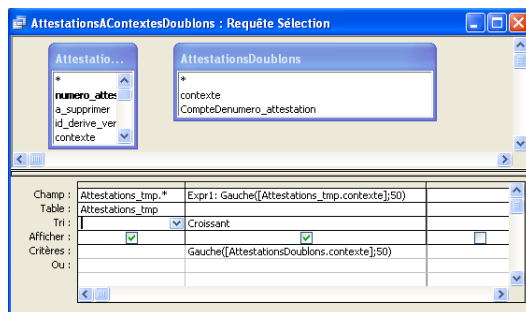 AttestationsAContextesDoublons : Requête Sélection
Attestatio...
*
numero_attes
a_supprimer
id_derive_ver
contexte
AttestationsDoublons
*
contexte
CompteDenumero_attestation
Champ : Attestations_tmp.* Expr1: Gauche([Attestations_tmp.contexte];50)
Table : Attestations_tmp
Tri : Croissant
Afficher :
Critères : Gauche([AttestationsDoublons.contexte];50)
Ou :